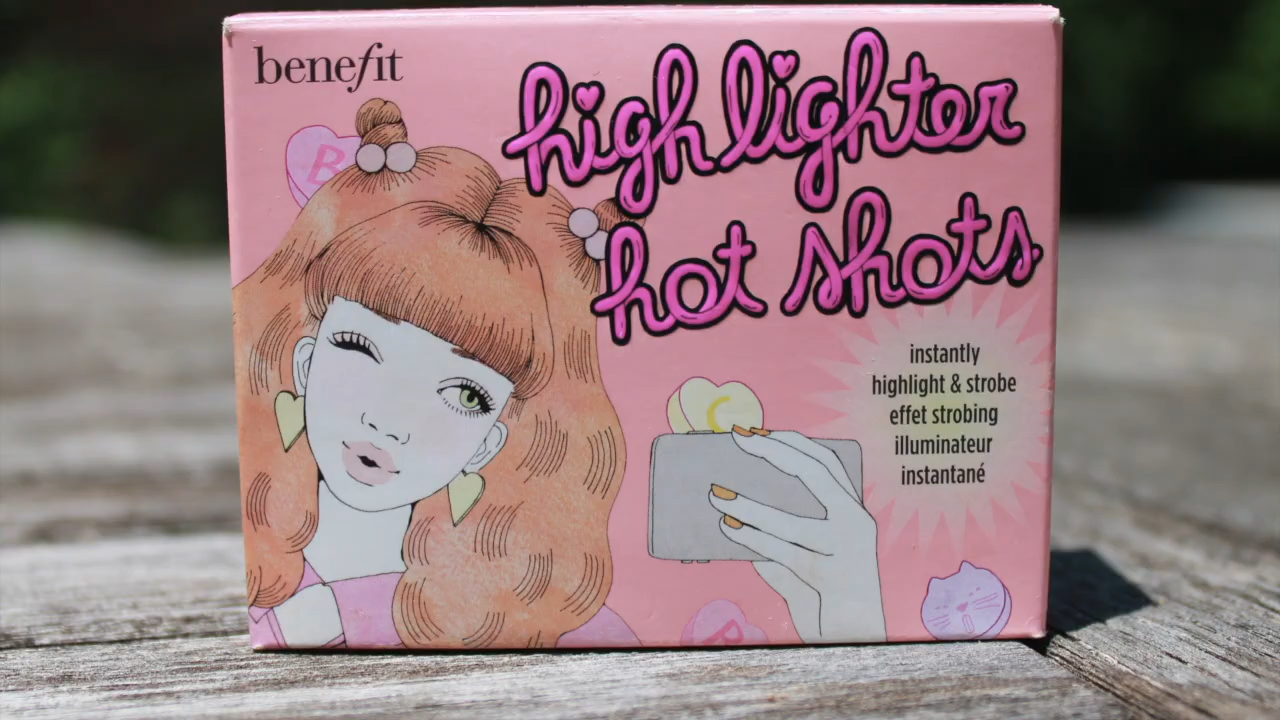 benefit
high lighter
hot shots
B
instantly
highlight & strobe
effet strobing
illuminateur
instantané
C